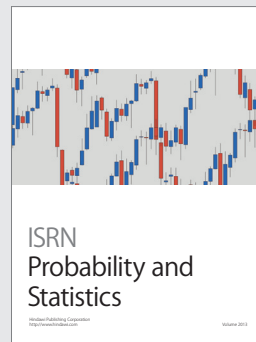 ISRN
Probability and
Statistics
Hindawi Publishing Corporation
http://www.hindawi.com
Volume 2013